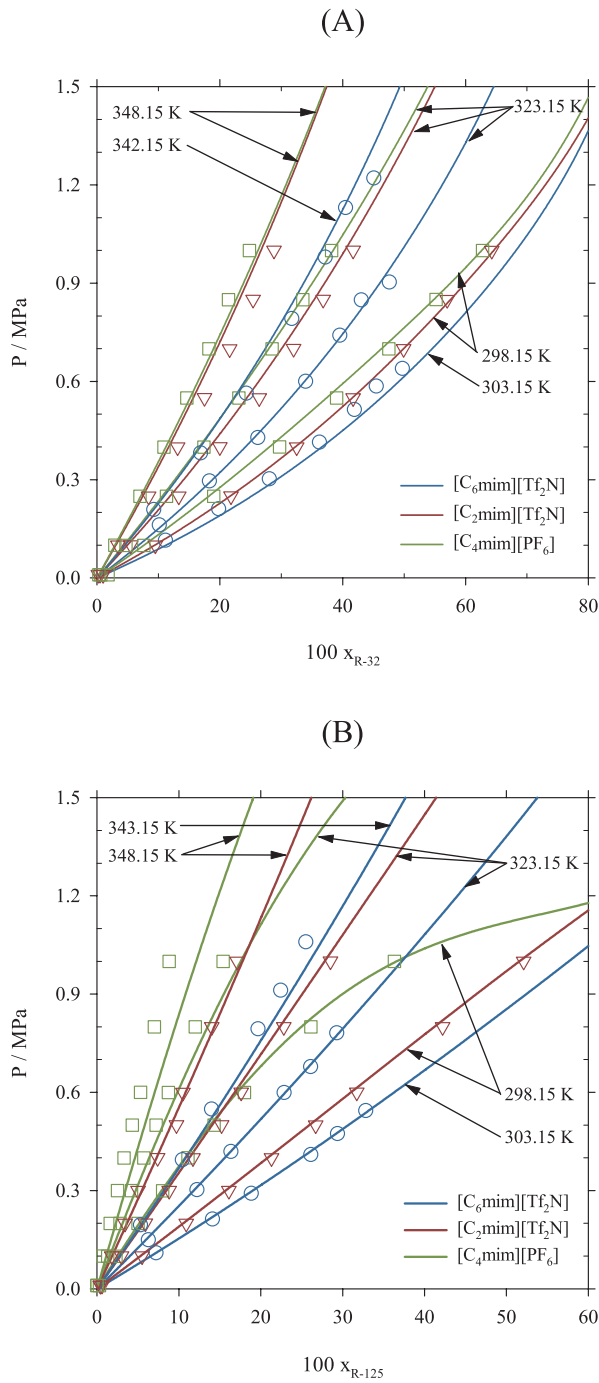 (A)
1.5
1.2
0.9
0.6
0.3
0.0
P / MPa
348.15 K
342.15 K
323.15 K
298.15 K
303.15 K
[C₆mim][Tf₂N]
[C₂mim][Tf₂N]
[C₄mim][PF₆]
0 20 40 60 80
100 x_R-32
(B)
1.5
1.2
0.9
0.6
0.3
0.0
P / MPa
343.15 K
348.15 K
323.15 K
298.15 K
303.15 K
[C₆mim][Tf₂N]
[C₂mim][Tf₂N]
[C₄mim][PF₆]
0 10 20 30 40 50 60
100 x_R-125